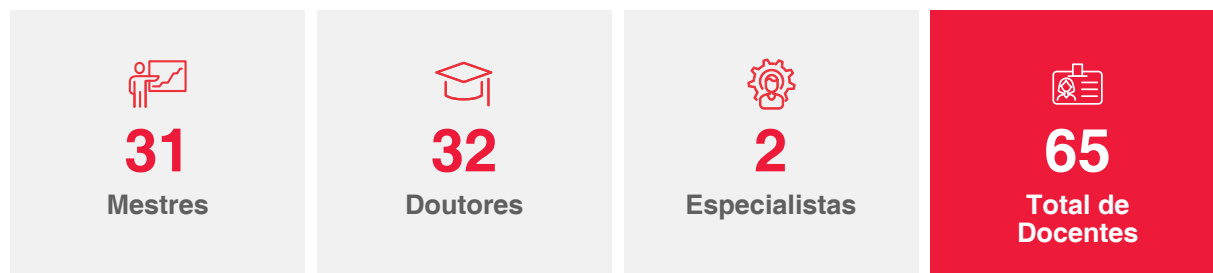 31
Mestres
32
Doutores
2
Especialistas
65
Total de
Docentes